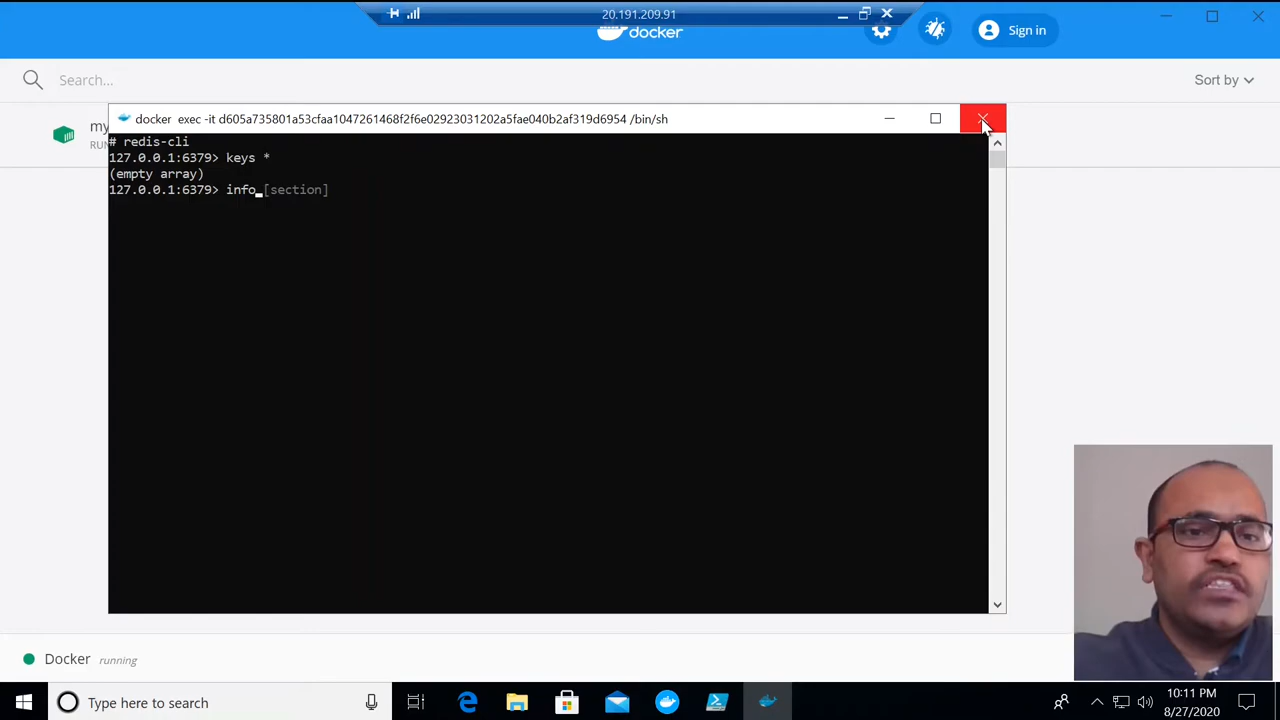 20.191.209.91
docker
Sign in
Search...
Sort by
my
RUN
docker exec -it d605a735801a53cfaa1047261468f2f6e02923031202a5fae040b2af319d6954 /bin/sh
# redis-cli
127.0.0.1:6379> keys *
(empty array)
127.0.0.1:6379> info [section]
Docker running
Type here to search
10:11 PM
8/27/2020